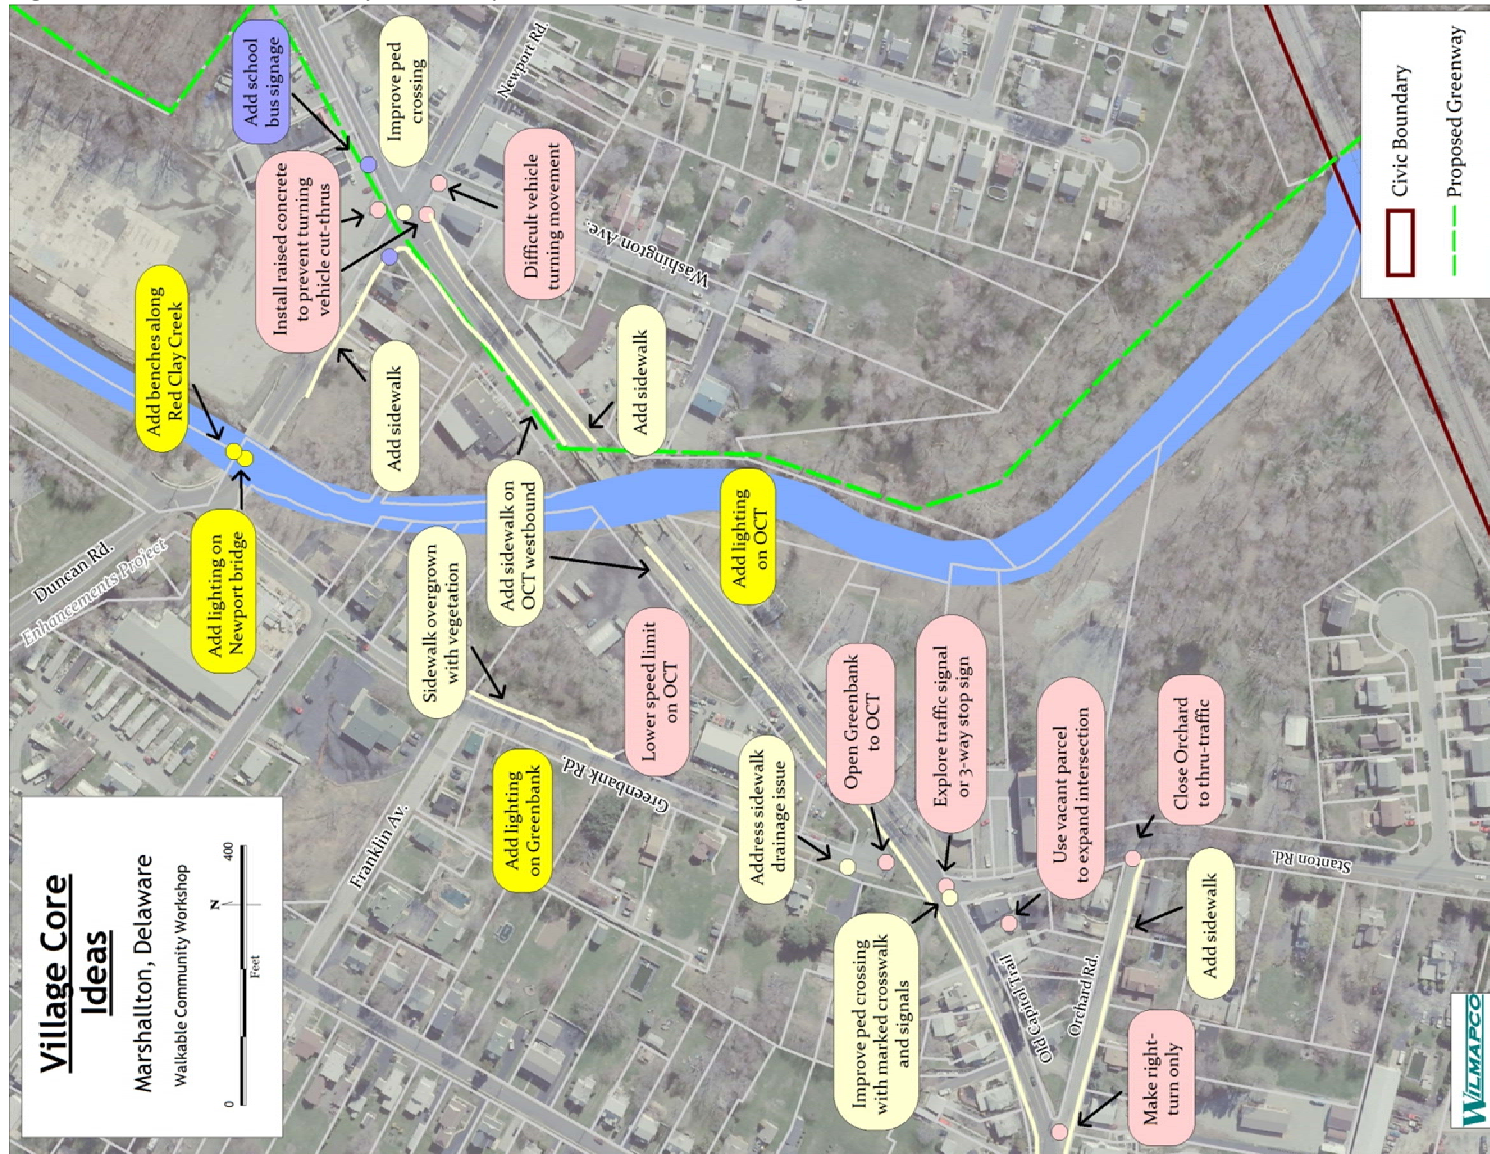 Village Core
Ideas
Marshallton, Delaware
Walkable Community Workshop
0
400
Feet
N
Duncan Rd.
Enhancements Project
Add lighting on
Newport bridge
Add benches along
Red Clay Creek
Add school
bus signage
Improve ped
crossing
Newport Rd.
Install raised concrete
to prevent turning
vehicle cut-thrus
Difficult vehicle
turning movement
Washington Ave.
Add sidewalk
Add sidewalk
Add sidewalk on
OCT westbound
Sidewalk overgrown
with vegetation
Add lighting
on OCT
Lower speed limit
on OCT
Franklin Av.
Greenbank Rd.
Add lighting
on Greenbank
Address sidewalk
drainage issue
Open Greenbank
to OCT
Explore traffic signal
or 3-way stop sign
Use vacant parcel
to expand intersection
Close Orchard
to thru-traffic
Stanton Rd.
Add sidewalk
Improve ped crossing
with marked crosswalk
and signals
Old Capitol Trail
Orchard Rd.
Make right-
turn only
Civic Boundary
Proposed Greenway
WILMAPCO